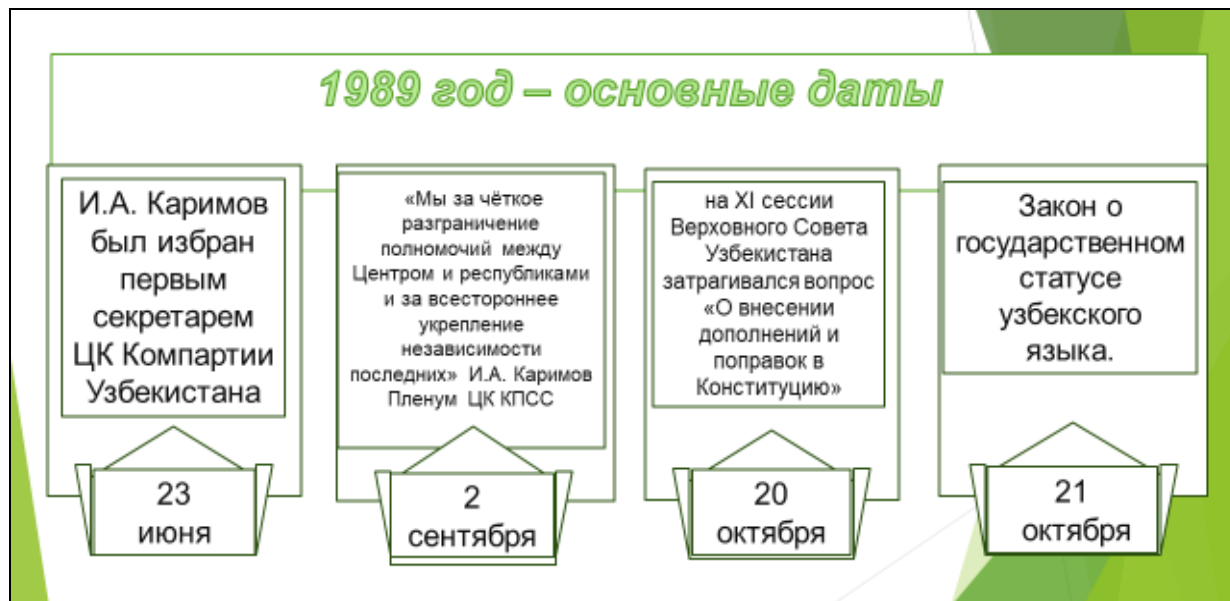 1989 год – основные даты
И.А. Каримов
был избран
первым
секретарем
ЦК Компартии
Узбекистана
23
июня
«Мы за чёткое
разграничение
полномочий между
Центром и республиками
и за всестороннее
укрепление
независимости
последних» И.А. Каримов
Пленум ЦК КПСС
2
сентября
на XI сессии
Верховного Совета
Узбекистана
затрагивался вопрос
«О внесении
дополнений и
поправок в
Конституцию»
20
октября
Закон о
государственном
статусе
узбекского
языка.
21
октября